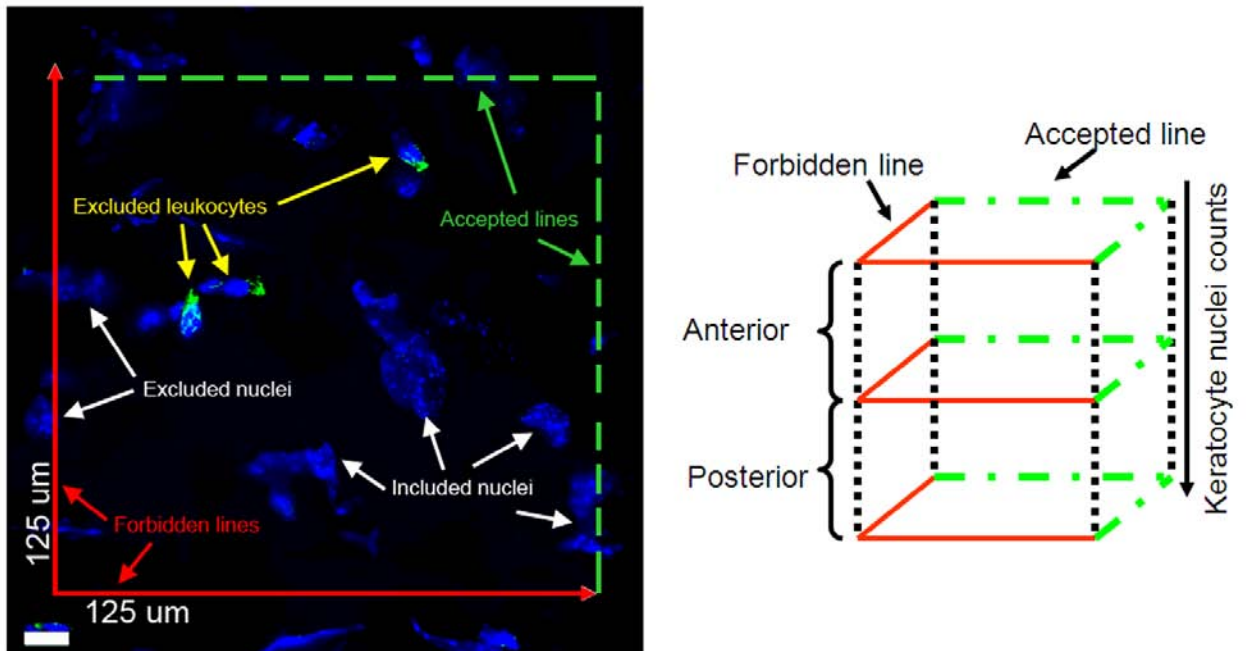 Excluded leukocytes
Accepted lines
Excluded nuclei
Included nuclei
Forbidden lines
125 um
125 um
Accepted line
Forbidden line
Anterior
Posterior
Keratocyte nuclei counts